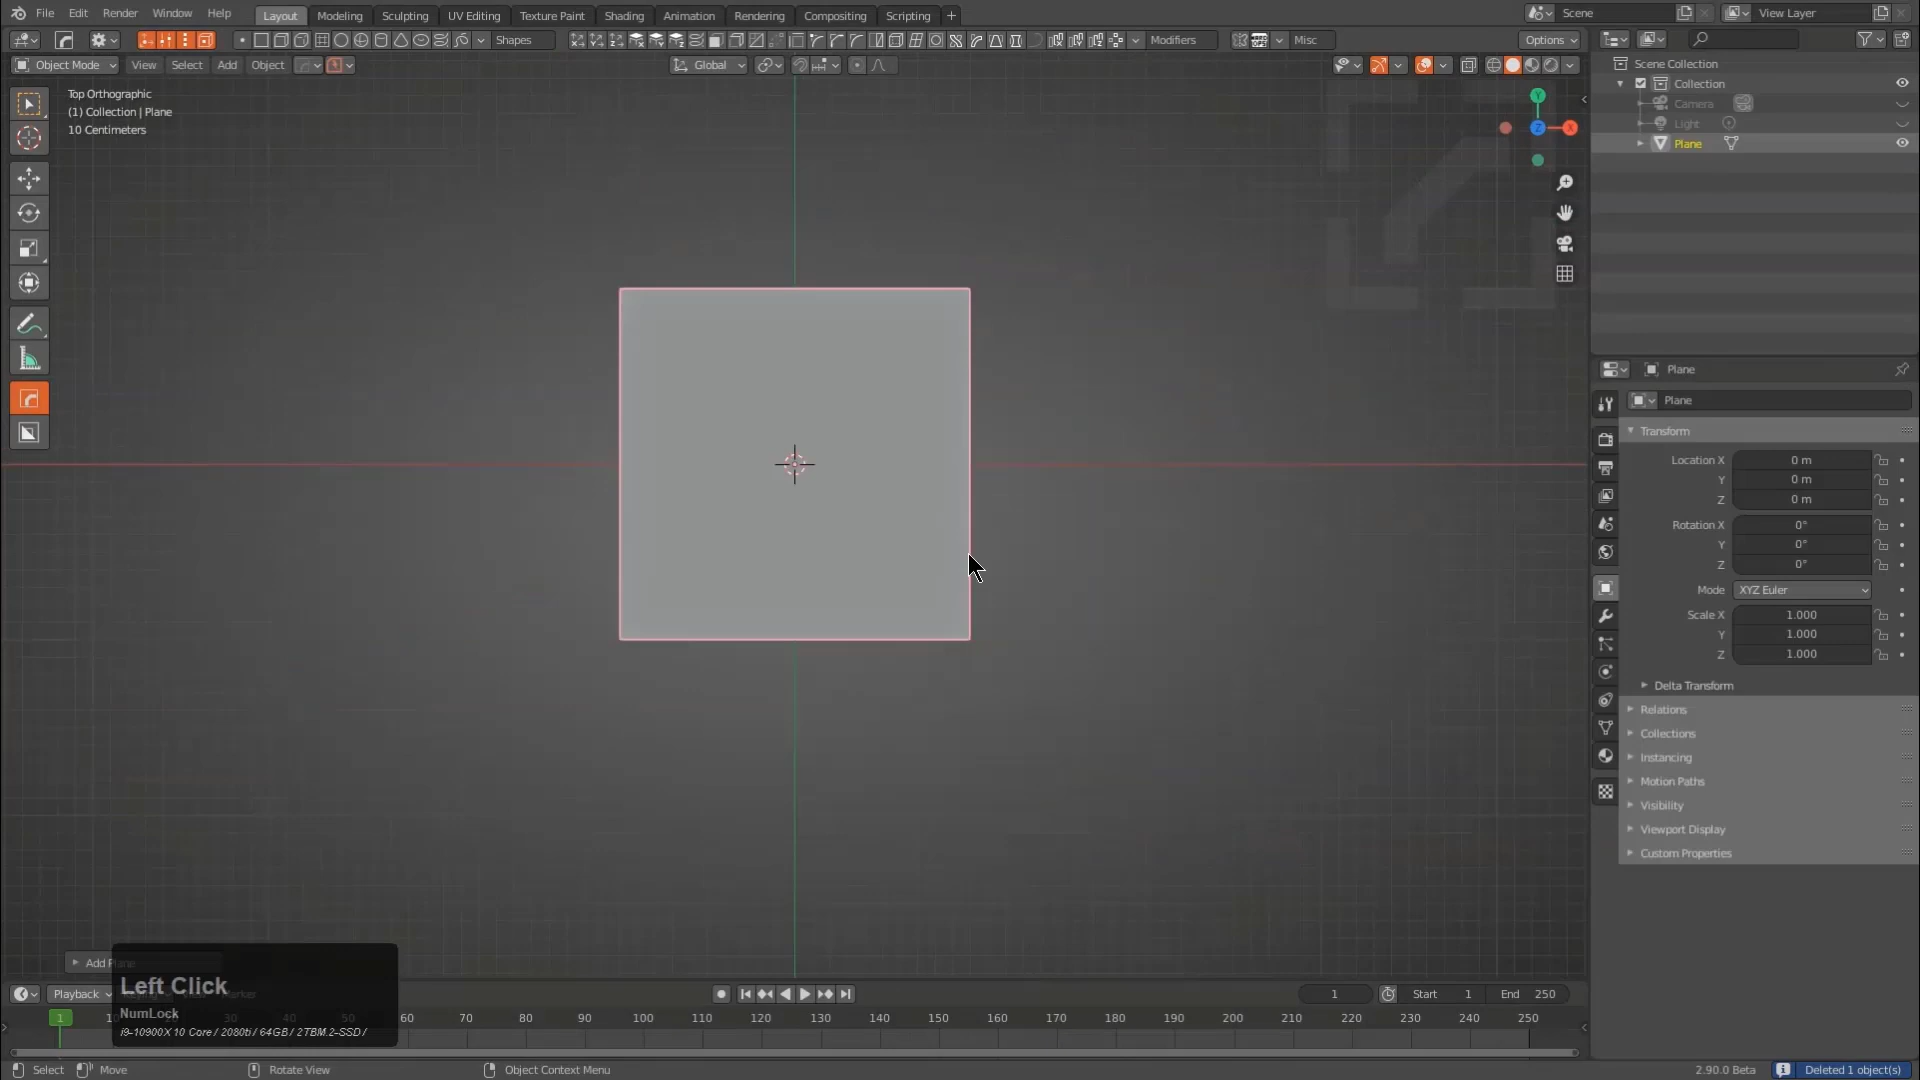 File Edit Render Window Help
Layout Modeling Sculpting UV Editing Texture Paint Shading Animation Rendering Compositing Scripting +
Scene
View Layer
Shapes
Modifiers
Misc
Options
Object Mode View Select Add Object
Global
Top Orthographic
(1) Collection | Plane
10 Centimeters
Y
Z
X
Scene Collection
Collection
Camera
Light
Plane
Plane
Plane
Transform
Location X 0 m
Y 0 m
Z 0 m
Rotation X 0°
Y 0°
Z 0°
Mode XYZ Euler
Scale X 1.000
Y 1.000
Z 1.000
Delta Transform
Relations
Collections
Instancing
Motion Paths
Visibility
Viewport Display
Custom Properties
Left Click
NumLock
i9-10900X 10 Core / 2080ti / 64GB / 2TBM.2-SSD /
Playback
1
Start 1
End 250
1 50 60 70 80 90 100 110 120 130 140 150 160 170 180 190 200 210 220 230 240 250
Select Move Rotate View Object Context Menu
2.90.0 Beta
Deleted 1 object(s)